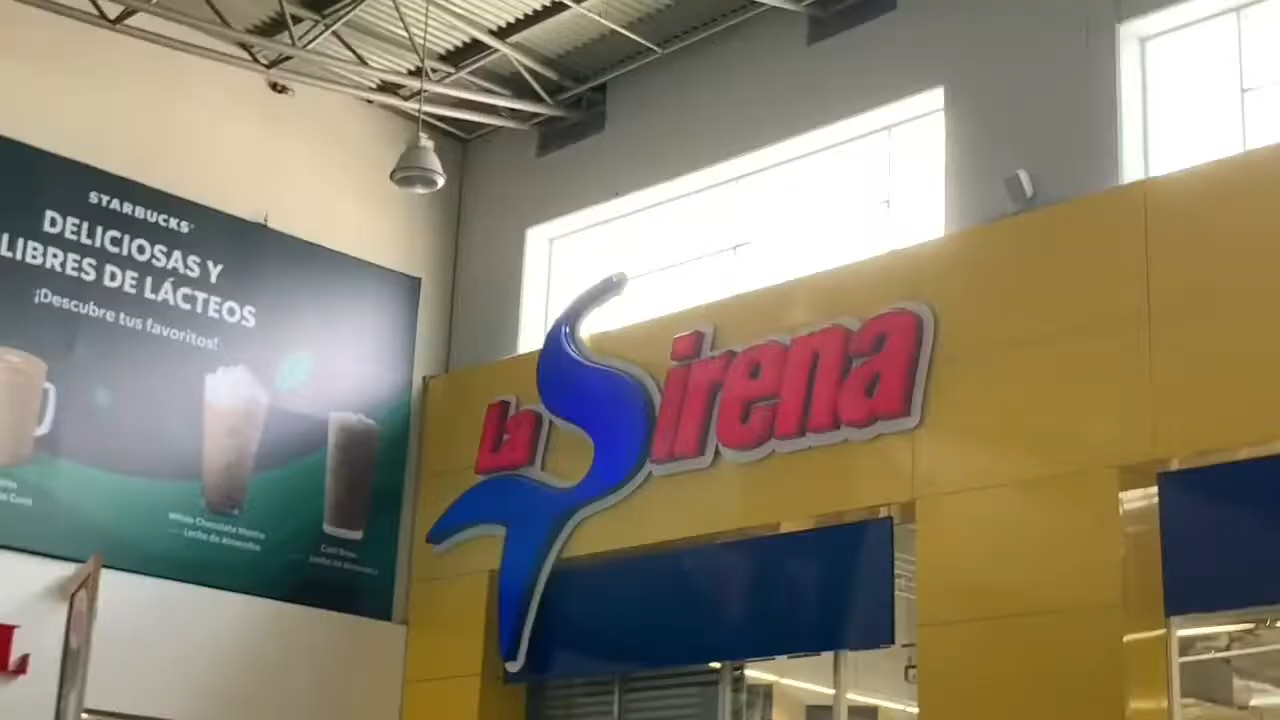 STARBUCKS®
DELICIOSAS Y
LIBRES DE LÁCTEOS
¡Descubre tus favoritos!
White Chocolate Mocha
Leche de Almendra
Cold Brew
Leche de Almendra
La Sirena
L